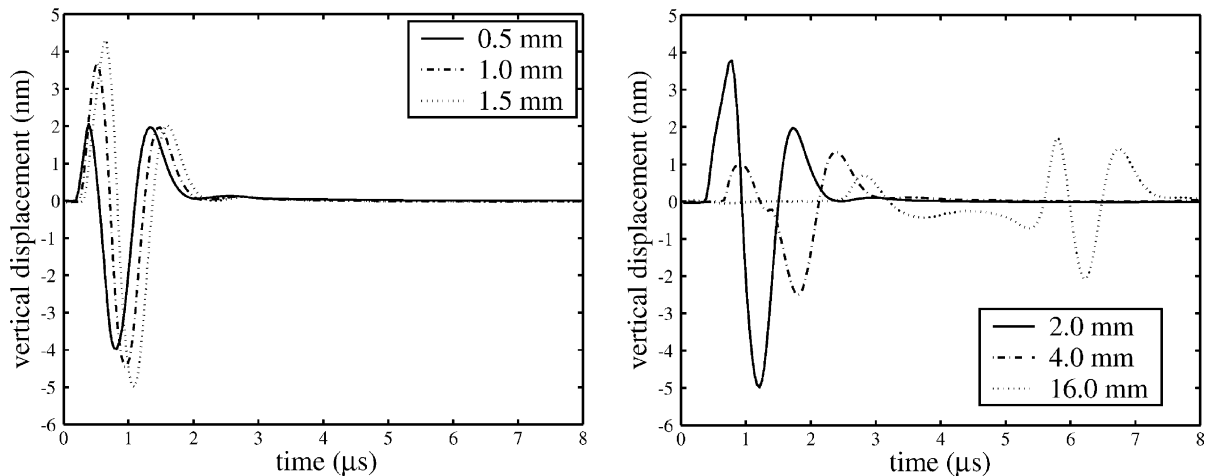 vertical displacement (nm)
5
4
3
2
1
0
-1
-2
-3
-4
-5
-6
0 1 2 3 4 5 6 7 8
time (μs)
0.5 mm
1.0 mm
1.5 mm
vertical displacement (nm)
5
4
3
2
1
0
-1
-2
-3
-4
-5
-6
0 1 2 3 4 5 6 7 8
time (μs)
2.0 mm
4.0 mm
16.0 mm